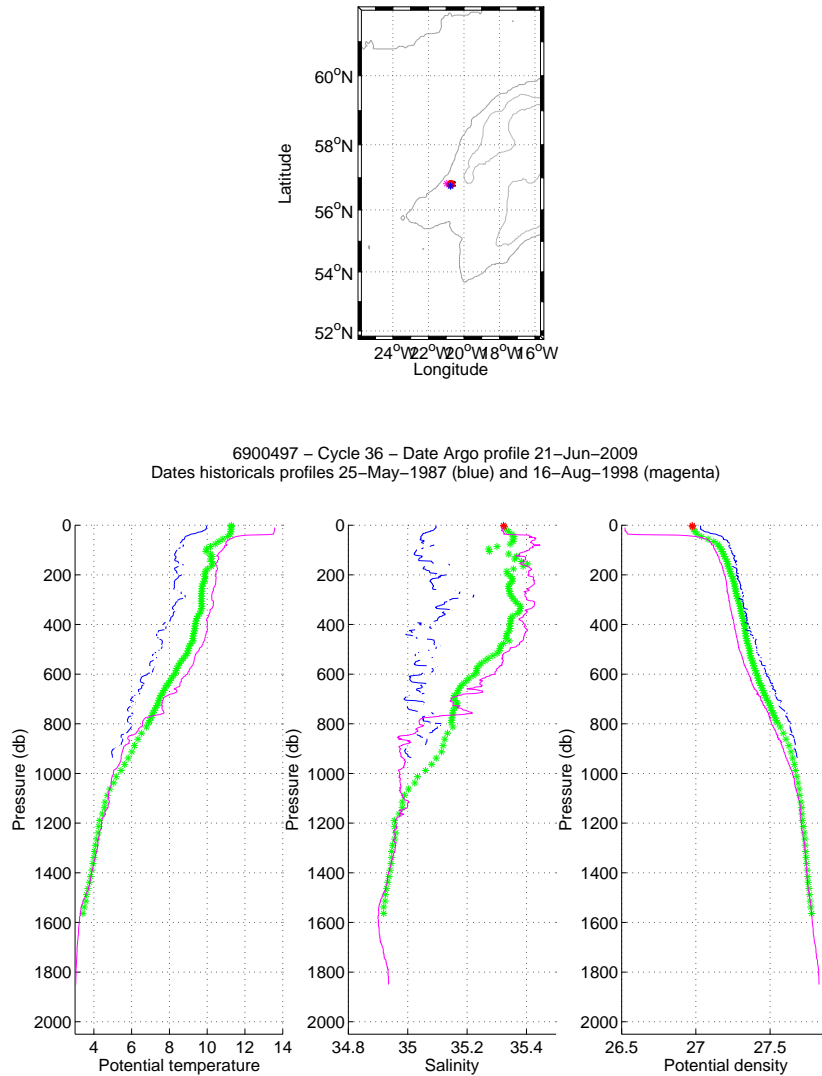 60°N
58°N
56°N
54°N
52°N
Latitude
24°W 22°W 20°W 18°W 16°W
Longitude
6900497 − Cycle 36 − Date Argo profile 21−Jun−2009
Dates historicals profiles 25−May−1987 (blue) and 16−Aug−1998 (magenta)
0
200
400
600
800
1000
1200
1400
1600
1800
2000
Pressure (db)
4 6 8 10 12 14
Potential temperature
0
200
400
600
800
1000
1200
1400
1600
1800
2000
Pressure (db)
34.8 35 35.2 35.4
Salinity
0
200
400
600
800
1000
1200
1400
1600
1800
2000
Pressure (db)
26.5 27 27.5
Potential density